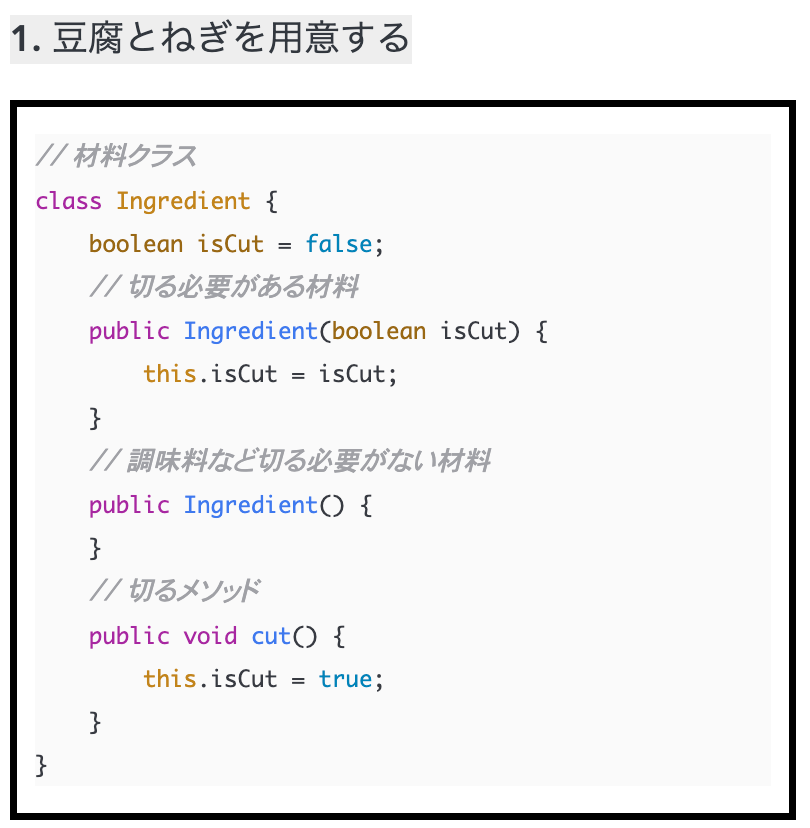 1. 豆腐とねぎを用意する
// 材料クラス
class Ingredient {
    boolean isCut = false;
    // 切る必要がある材料
    public Ingredient(boolean isCut) {
        this.isCut = isCut;
    }
    // 調味料など切る必要がない材料
    public Ingredient() {
    }
    // 切るメソッド
    public void cut() {
        this.isCut = true;
    }
}